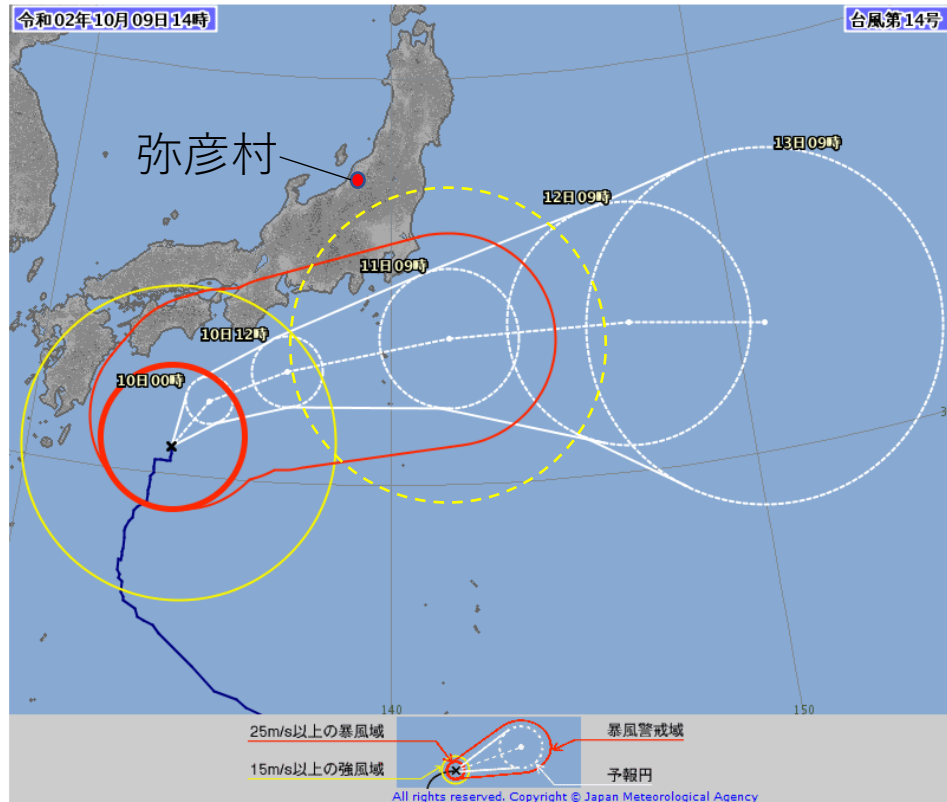 令和02年10月09日14時
台風第14号
弥彦村
13日09時
12日09時
11日09時
10日12時
10日00時
140
150
25m/s以上の暴風域
暴風警戒域
15m/s以上の強風域
予報円
All rights reserved. Copyright © Japan Meteorological Agency